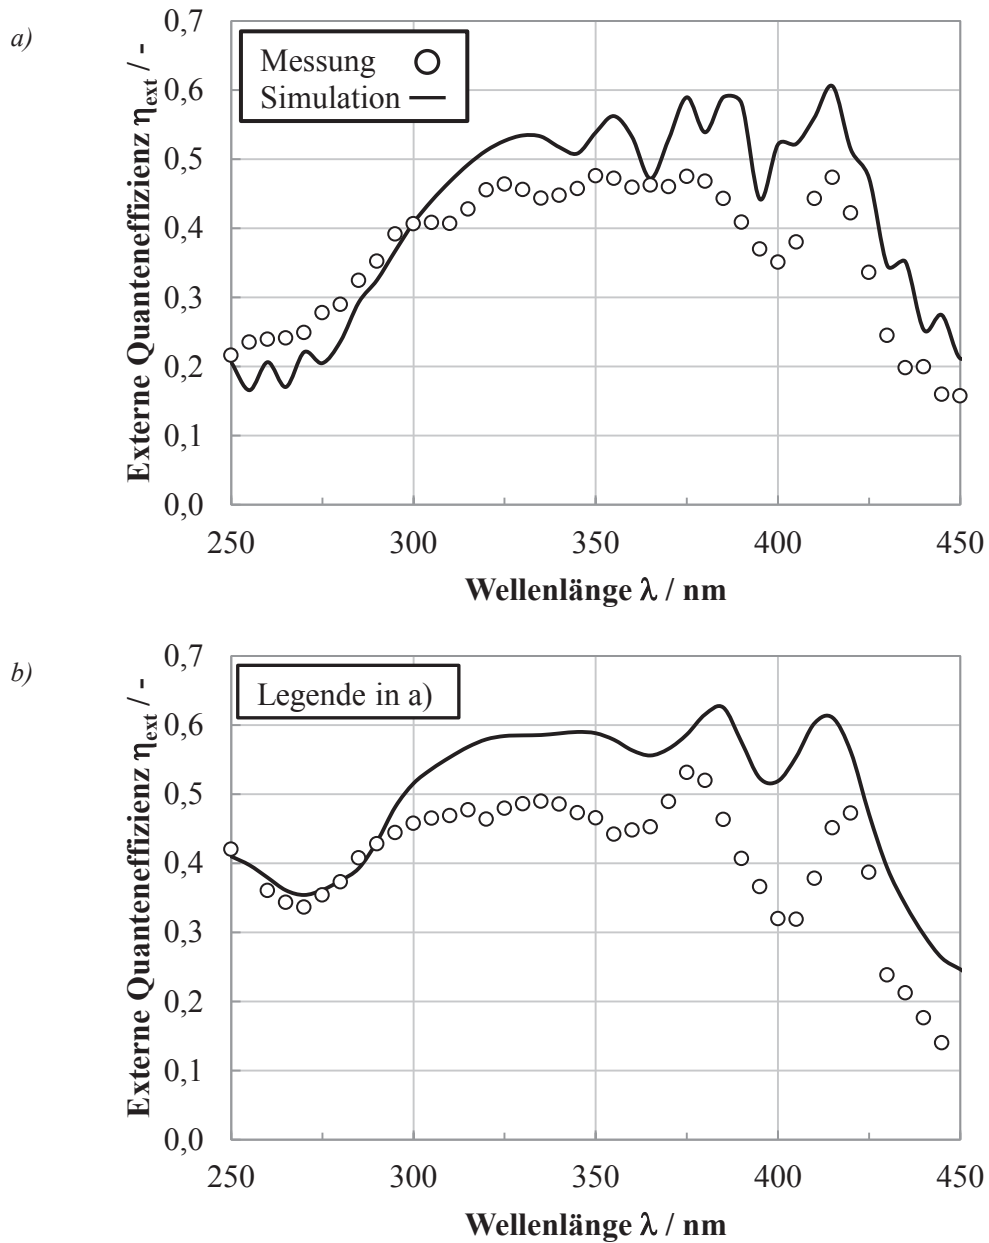 a)
Externe Quanteneffizienz ηext / -
0,7
0,6
0,5
0,4
0,3
0,2
0,1
0,0
Messung
Simulation
250 300 350 400 450
Wellenlänge λ / nm
b)
Externe Quanteneffizienz ηext / -
0,7
0,6
0,5
0,4
0,3
0,2
0,1
0,0
Legende in a)
250 300 350 400 450
Wellenlänge λ / nm